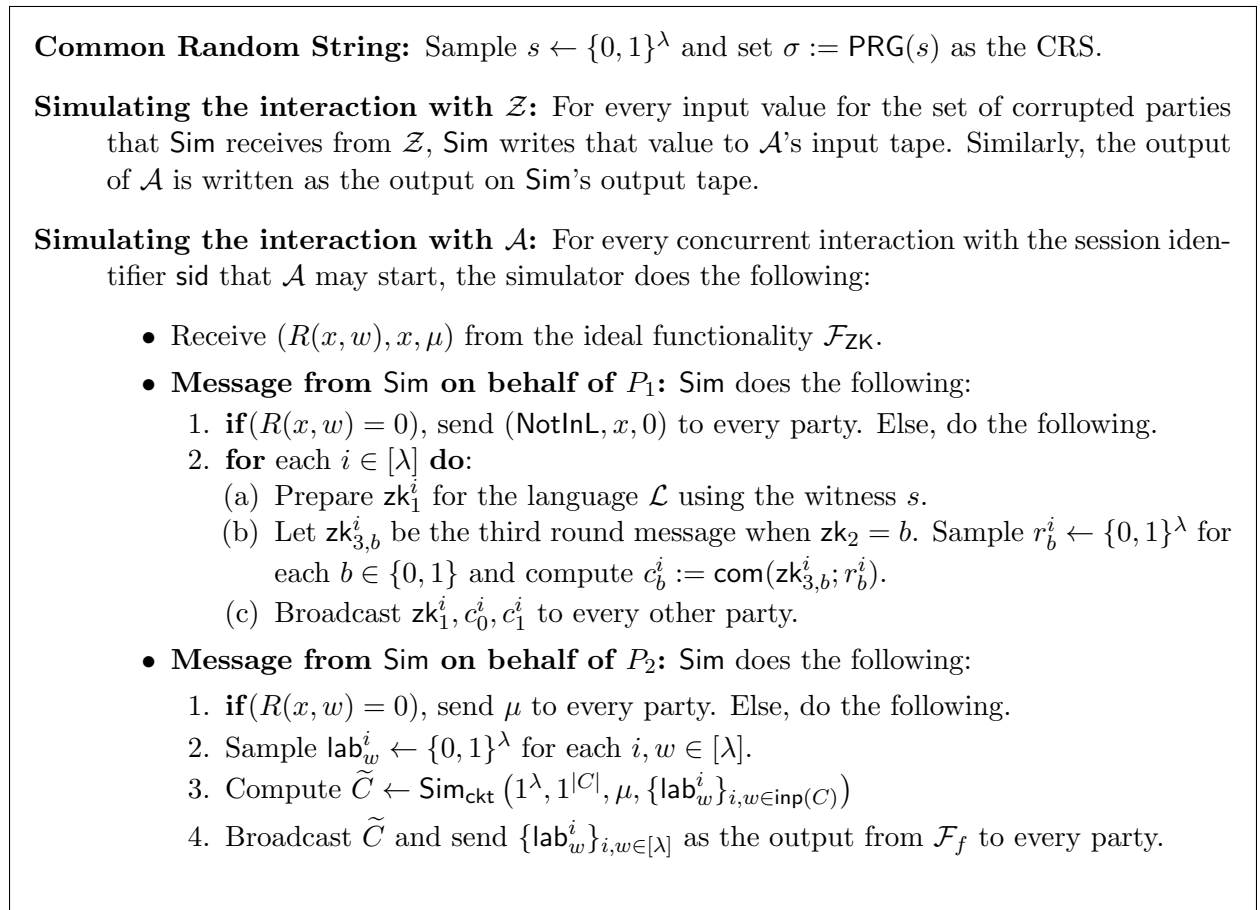 Common Random String: Sample s ← {0, 1}^λ and set σ := PRG(s) as the CRS.
Simulating the interaction with 𝒵: For every input value for the set of corrupted parties
that Sim receives from 𝒵, Sim writes that value to 𝒜's input tape. Similarly, the output
of 𝒜 is written as the output on Sim's output tape.
Simulating the interaction with 𝒜: For every concurrent interaction with the session iden-
tifier sid that 𝒜 may start, the simulator does the following:
• Receive (R(x, w), x, μ) from the ideal functionality ℱ_ZK.
• Message from Sim on behalf of P_1: Sim does the following:
1. if(R(x, w) = 0), send (NotInL, x, 0) to every party. Else, do the following.
2. for each i ∈ [λ] do:
(a) Prepare zk_1^i for the language ℒ using the witness s.
(b) Let zk_{3,b}^i be the third round message when zk_2 = b. Sample r_b^i ← {0, 1}^λ for
each b ∈ {0, 1} and compute c_b^i := com(zk_{3,b}^i; r_b^i).
(c) Broadcast zk_1^i, c_0^i, c_1^i to every other party.
• Message from Sim on behalf of P_2: Sim does the following:
1. if(R(x, w) = 0), send μ to every party. Else, do the following.
2. Sample lab_w^i ← {0, 1}^λ for each i, w ∈ [λ].
3. Compute C̃ ← Sim_ckt (1^λ, 1^{|C|}, μ, {lab_w^i}_{i,w∈inp(C)})
4. Broadcast C̃ and send {lab_w^i}_{i,w∈[λ]} as the output from ℱ_f to every party.